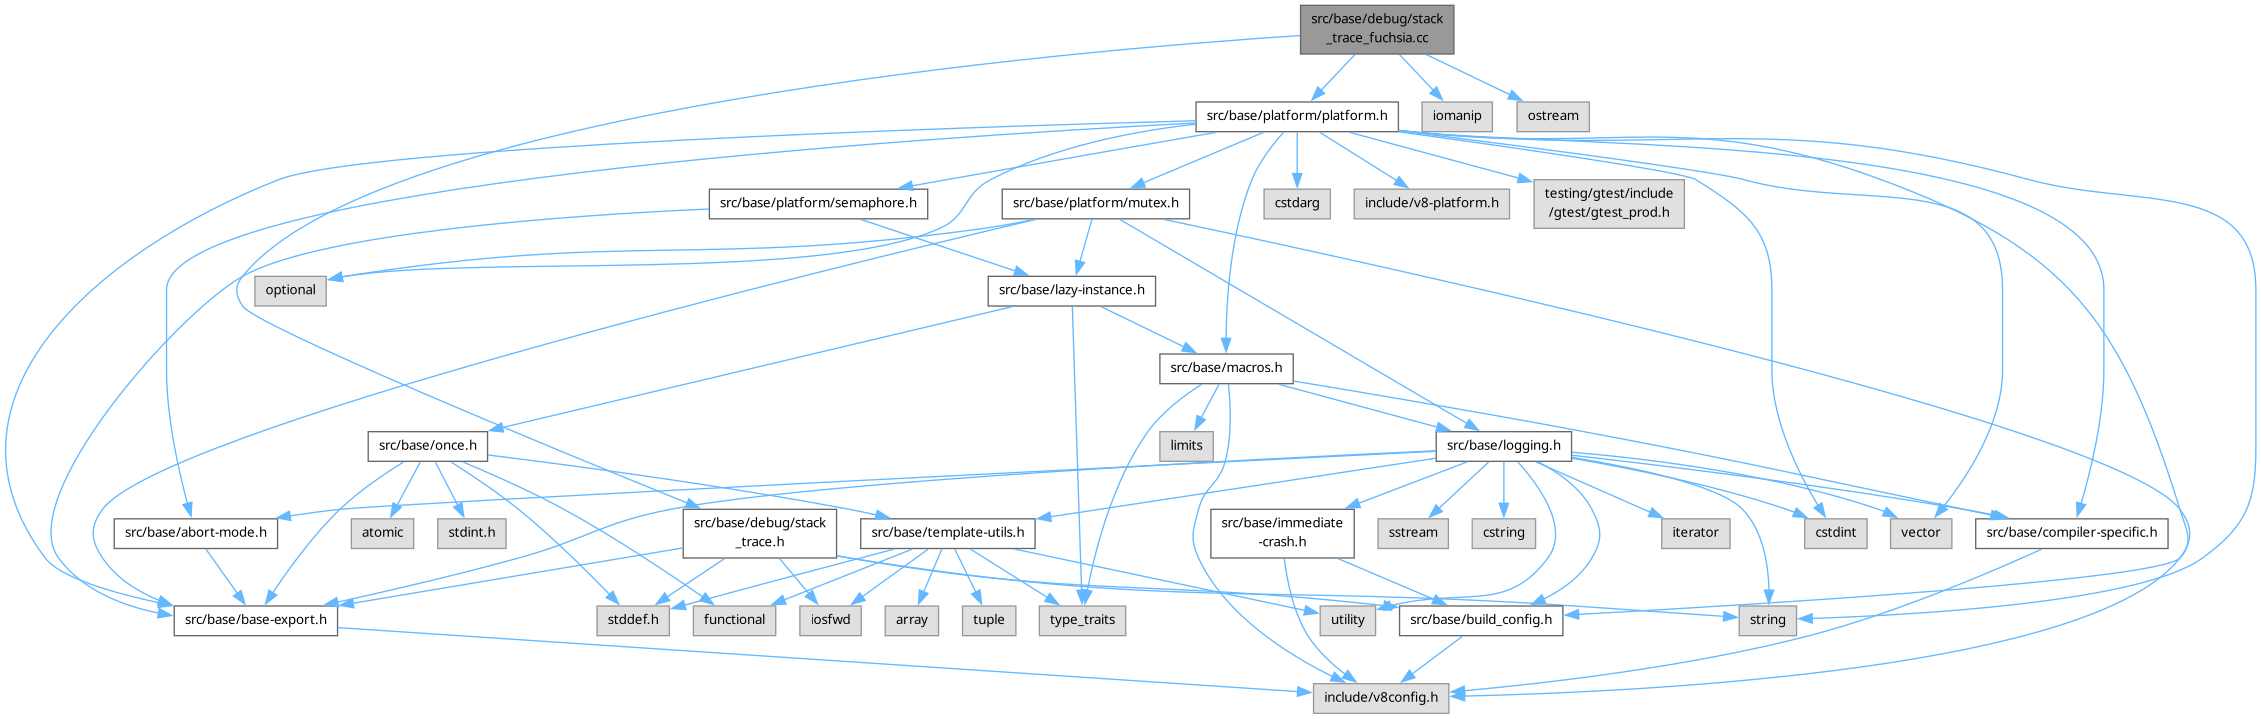 src/base/debug/stack
_trace_fuchsia.cc
src/base/platform/platform.h
iomanip
ostream
src/base/platform/semaphore.h
src/base/platform/mutex.h
cstdarg
include/v8-platform.h
testing/gtest/include
/gtest/gtest_prod.h
optional
src/base/lazy-instance.h
src/base/macros.h
src/base/once.h
limits
src/base/logging.h
src/base/abort-mode.h
atomic
stdint.h
src/base/debug/stack
_trace.h
src/base/template-utils.h
src/base/immediate
-crash.h
sstream
cstring
iterator
cstdint
vector
src/base/compiler-specific.h
src/base/base-export.h
stddef.h
functional
iosfwd
array
tuple
type_traits
utility
src/base/build_config.h
string
include/v8config.h